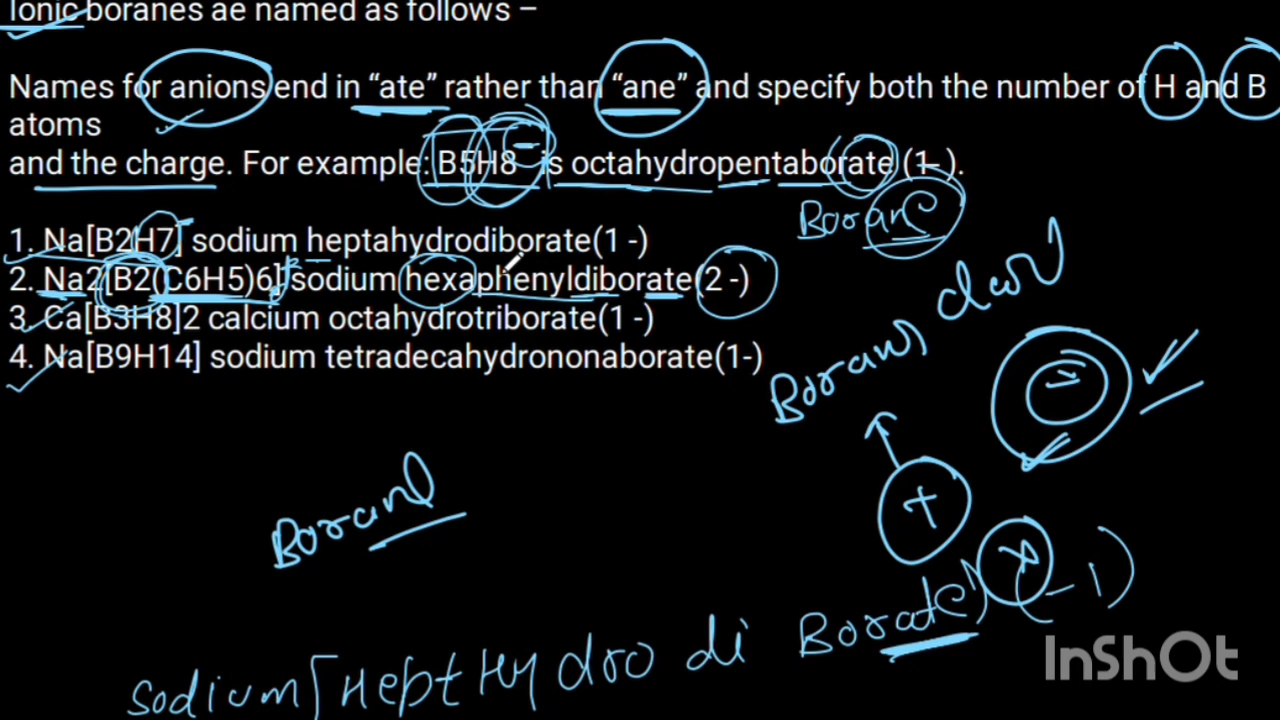 Ionic boranes ae named as follows –
Names for anions end in “ate” rather than “ane” and specify both the number of H and B
atoms
and the charge. For example: B5H8⁻ is octahydropentaborate (1- ).
Borane
1. Na[B2H7] sodium heptahydrodiborate(1 -)
2. Na2[B2(C6H5)6] sodium hexaphenyldiborate(2 -)
3. Ca[B3H8]2 calcium octahydrotriborate(1 -)
4. Na[B9H14] sodium tetradecahydrononaborate(1-)
Borane
+
Borane
sodium[HeptHydro di Borate] (-1)
InShOt